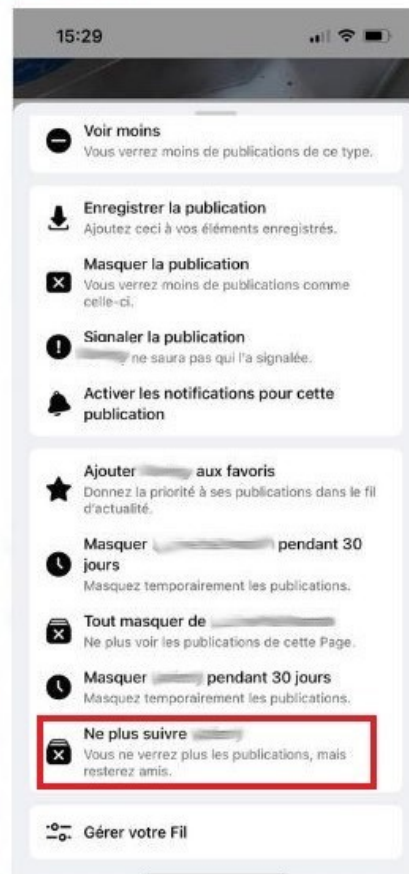 15:29
Voir moins
Vous verrez moins de publications de ce type.
Enregistrer la publication
Ajoutez ceci à vos éléments enregistrés.
Masquer la publication
Vous verrez moins de publications comme
celle-ci.
Signaler la publication
ne saura pas qui l'a signalée.
Activer les notifications pour cette
publication
Ajouter aux favoris
Donnez la priorité à ses publications dans le fil
d'actualité.
Masquer pendant 30
jours
Masquez temporairement les publications.
Tout masquer de
Ne plus voir les publications de cette Page.
Masquer pendant 30 jours
Masquez temporairement les publications.
Ne plus suivre
Vous ne verrez plus les publications, mais
resterez amis.
Gérer votre Fil